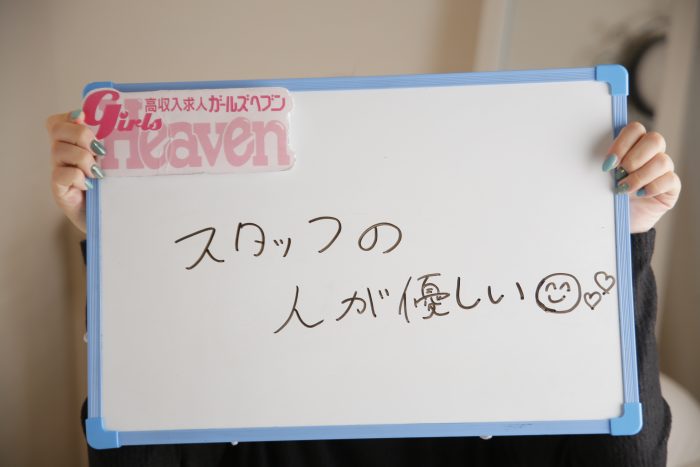 高収入求人ガールズヘブン
Girls
Heaven
スタッフの
人が優しい